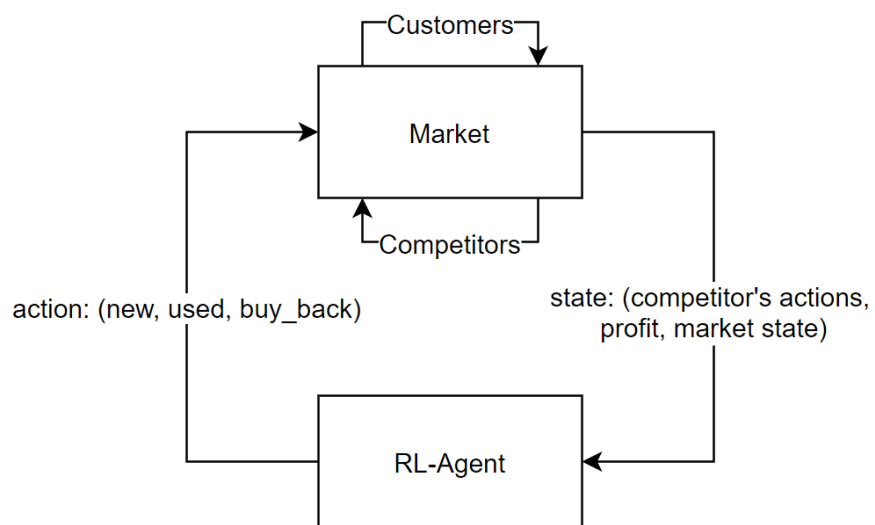 Customers
Market
Competitors
action: (new, used, buy_back)
state: (competitor's actions,
profit, market state)
RL-Agent